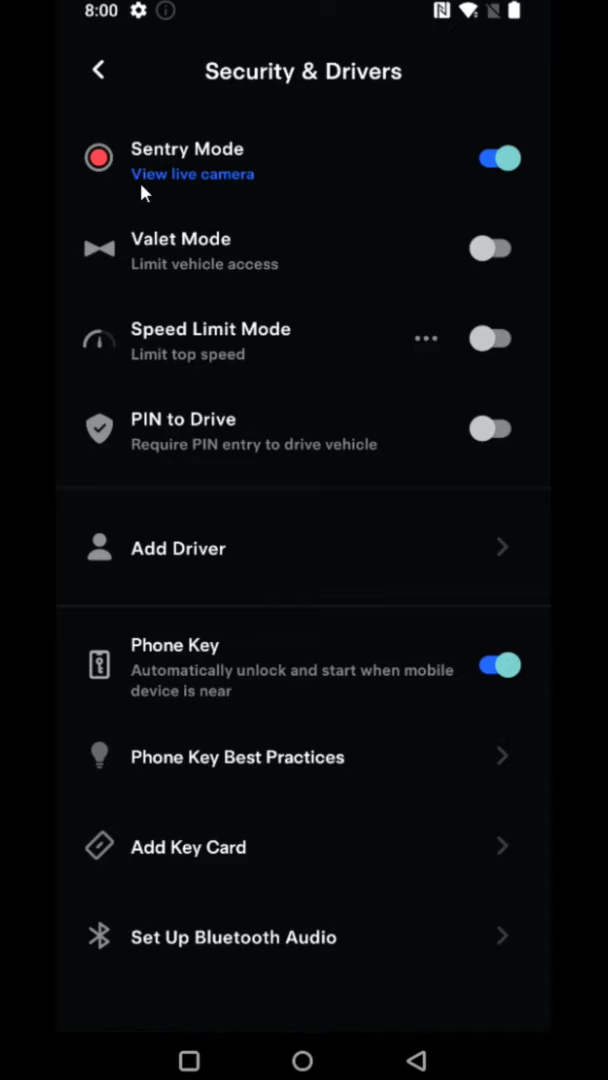 8:00
Security & Drivers
Sentry Mode
View live camera
Valet Mode
Limit vehicle access
Speed Limit Mode
Limit top speed
PIN to Drive
Require PIN entry to drive vehicle
Add Driver
Phone Key
Automatically unlock and start when mobile
device is near
Phone Key Best Practices
Add Key Card
Set Up Bluetooth Audio